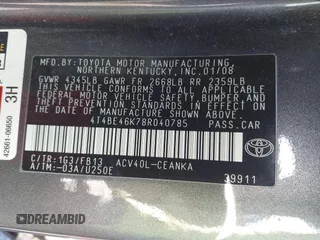 MFD.BY:TOYOTA MOTOR MANUFACTURING,
NORTHERN KENTUCKY,INC. 01/08
GVWR 4345LB GAWR FR 2668LB RR 2359LB
THIS VEHICLE CONFORMS TO ALL APPLICABLE
FEDERAL MOTOR VEHICLE SAFETY, BUMPER, AND
THEFT PREVENTION STANDARDS IN EFFECT ON THE
DATE OF MANUFACTURE SHOWN ABOVE.
4T4BE46K78R040785 PASS.CAR
C/TR:1G3/FB13 ACV40L-CEANKA
A/TM:-03A/U250E
TOYOTA
39911
3H
42661-06650
DREAMBID